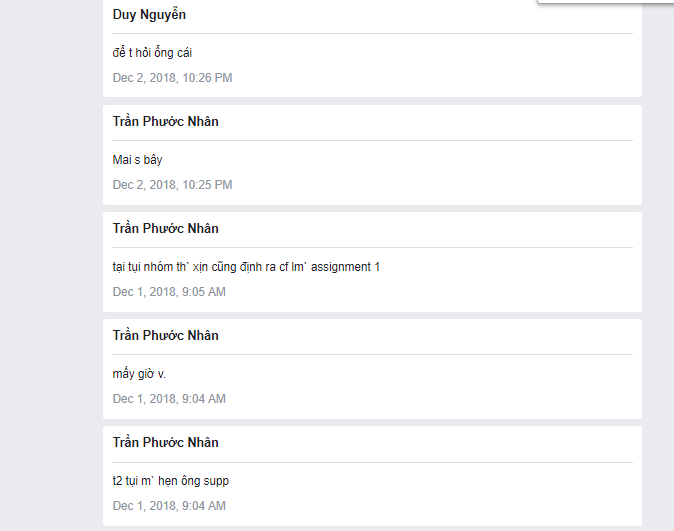 Duy Nguyễn
để t hỏi ổng cái
Dec 2, 2018, 10:26 PM
Trần Phước Nhân
Mai s bây
Dec 2, 2018, 10:25 PM
Trần Phước Nhân
tại tụi nhóm th` xịn cũng định ra cf lm` assignment 1
Dec 1, 2018, 9:05 AM
Trần Phước Nhân
mấy giờ v.
Dec 1, 2018, 9:04 AM
Trần Phước Nhân
t2 tụi m` hẹn ông supp
Dec 1, 2018, 9:04 AM